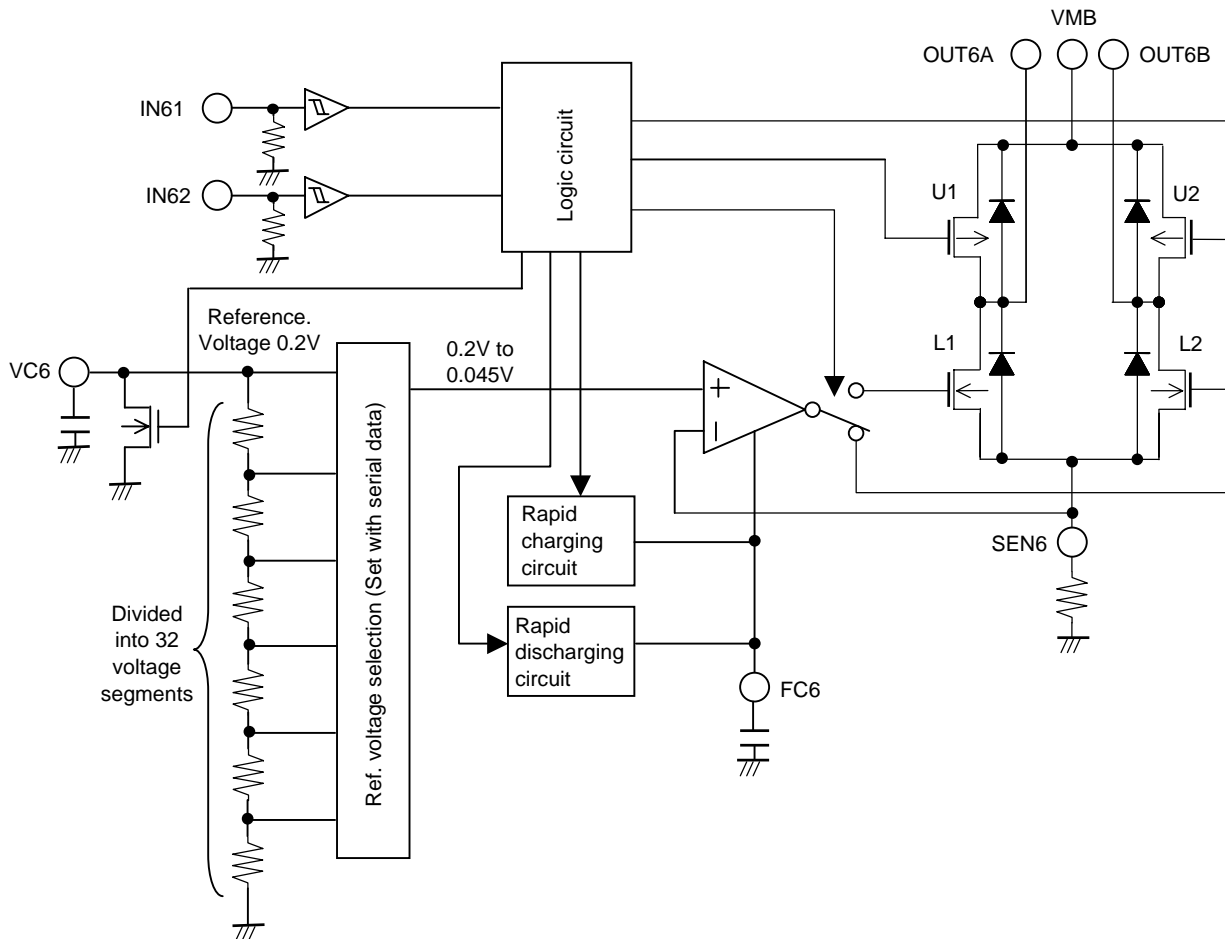 VMB
OUT6A
OUT6B
IN61
IN62
Logic circuit
U1
U2
Reference.
Voltage 0.2V
VC6
0.2V to
0.045V
L1
L2
+
−
Ref. voltage selection (Set with serial data)
Rapid
charging
circuit
SEN6
Divided
into 32
voltage
segments
Rapid
discharging
circuit
FC6